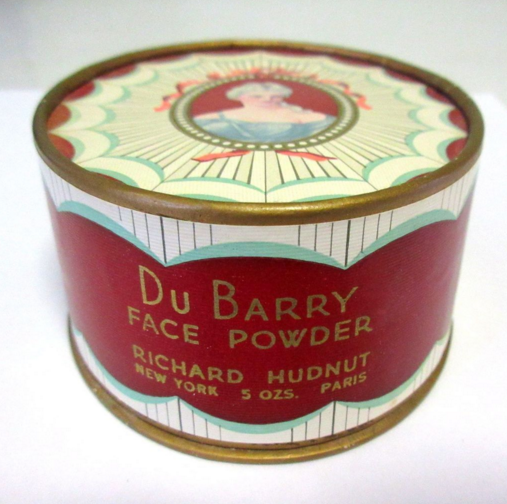 Du BARRY
FACE POWDER
RICHARD HUDNUT
NEW YORK 5 OZS. PARIS